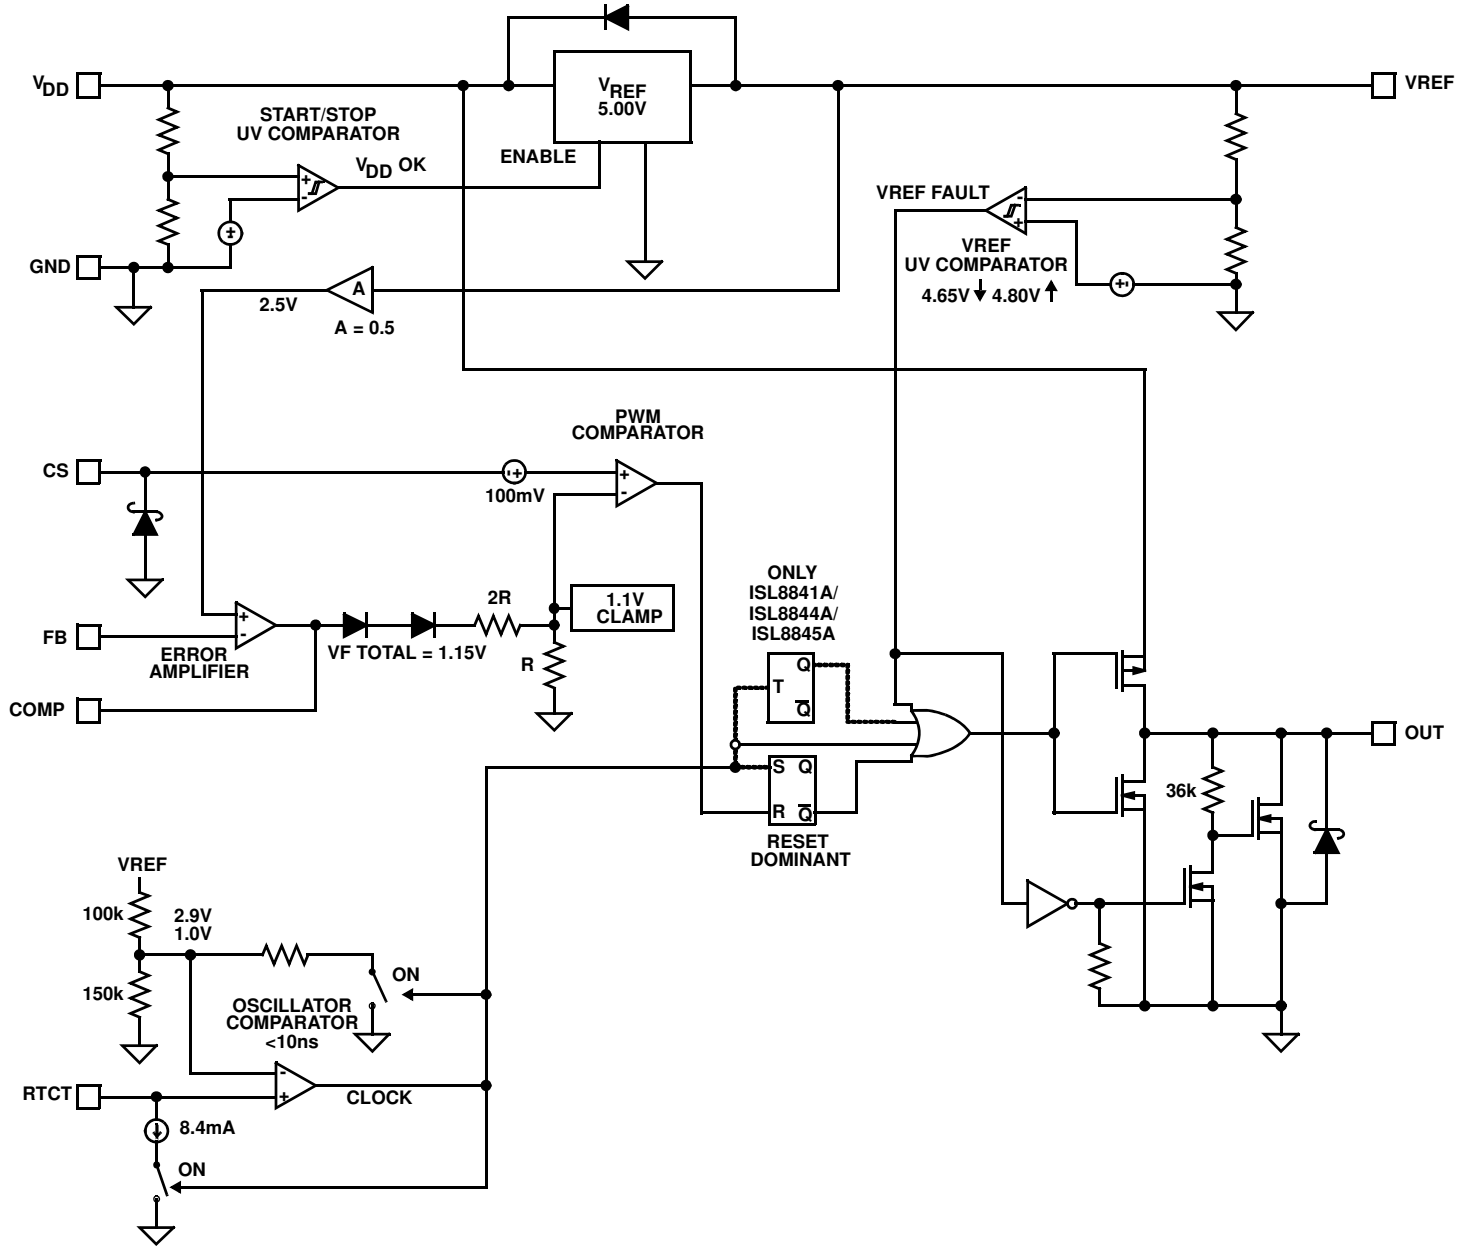 VDD
VREF
5.00V
VREF
START/STOP
UV COMPARATOR
ENABLE
VDD OK
+
-
VREF FAULT
-
+
GND
VREF
UV COMPARATOR
4.65V 4.80V
A
2.5V
A = 0.5
PWM
COMPARATOR
CS
100mV
+
-
ONLY
ISL8841A/
ISL8844A/
ISL8845A
2R
1.1V
CLAMP
+
-
FB
ERROR
AMPLIFIER
VF TOTAL = 1.15V
R
Q
T
Q
COMP
OUT
S Q
36k
R Q
RESET
DOMINANT
VREF
100k
2.9V
1.0V
ON
150k
OSCILLATOR
COMPARATOR
<10ns
-
+
RTCT
CLOCK
8.4mA
ON